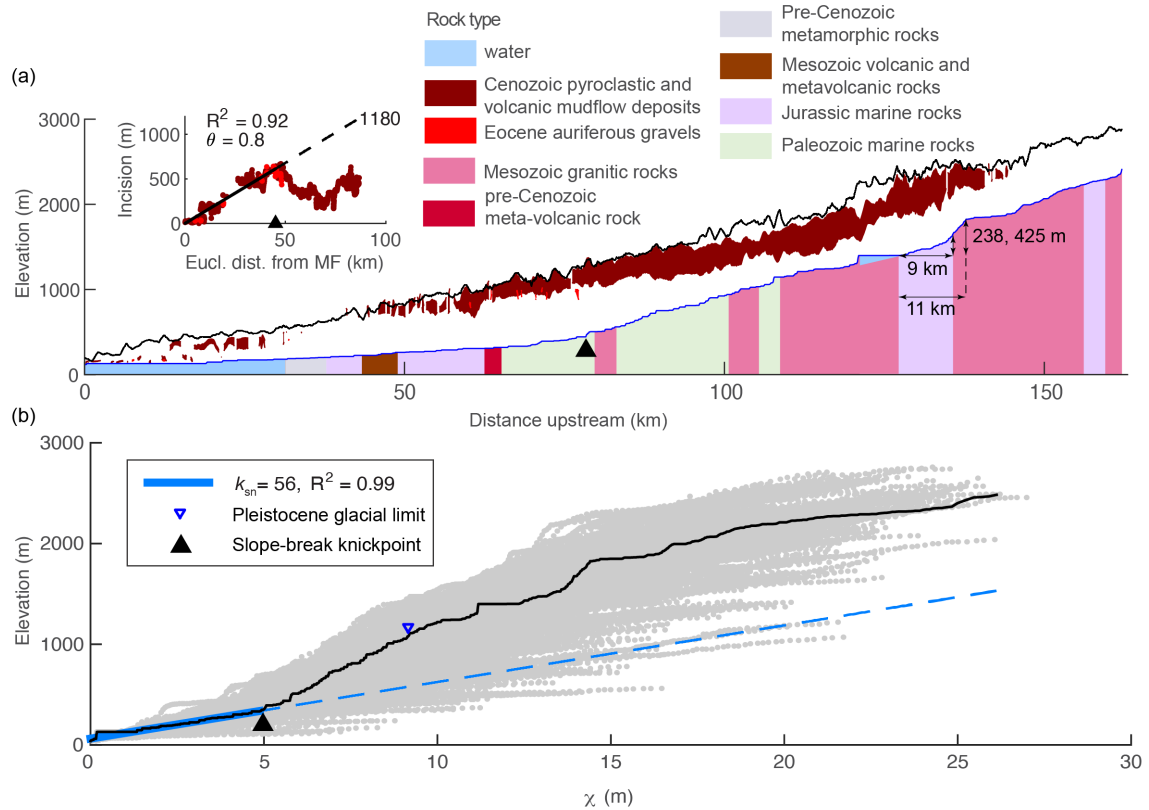 Rock type
water
Cenozoic pyroclastic and
volcanic mudflow deposits
Eocene auriferous gravels
Mesozoic granitic rocks
pre-Cenozoic
meta-volcanic rock
Pre-Cenozoic
metamorphic rocks
Mesozoic volcanic and
metavolcanic rocks
Jurassic marine rocks
Paleozoic marine rocks
(a)
3000
2000
1000
0
Elevation (m)
R² = 0.92
θ = 0.8
1180
1000
500
0
Incision (m)
0
50
100
Eucl. dist. from MF (km)
238, 425 m
9 km
11 km
0
50
100
150
Distance upstream (km)
(b)
3000
2000
1000
0
Elevation (m)
ksn= 56, R² = 0.99
Pleistocene glacial limit
Slope-break knickpoint
0
5
10
15
20
25
30
χ (m)